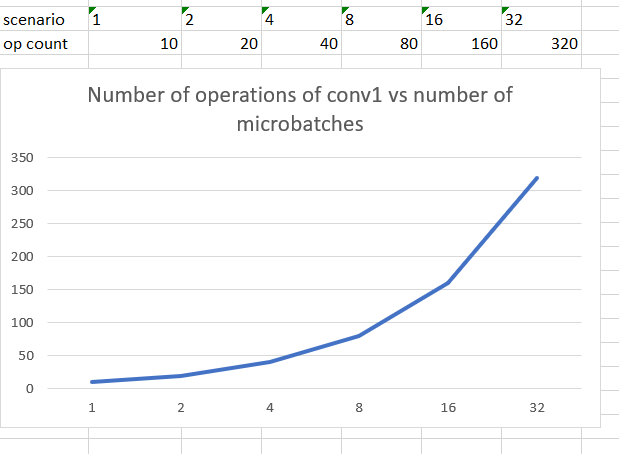 scenario 1 2 4 8 16 32
op count 10 20 40 80 160 320
Number of operations of conv1 vs number of
microbatches
350
300
250
200
150
100
50
0
1 2 4 8 16 32